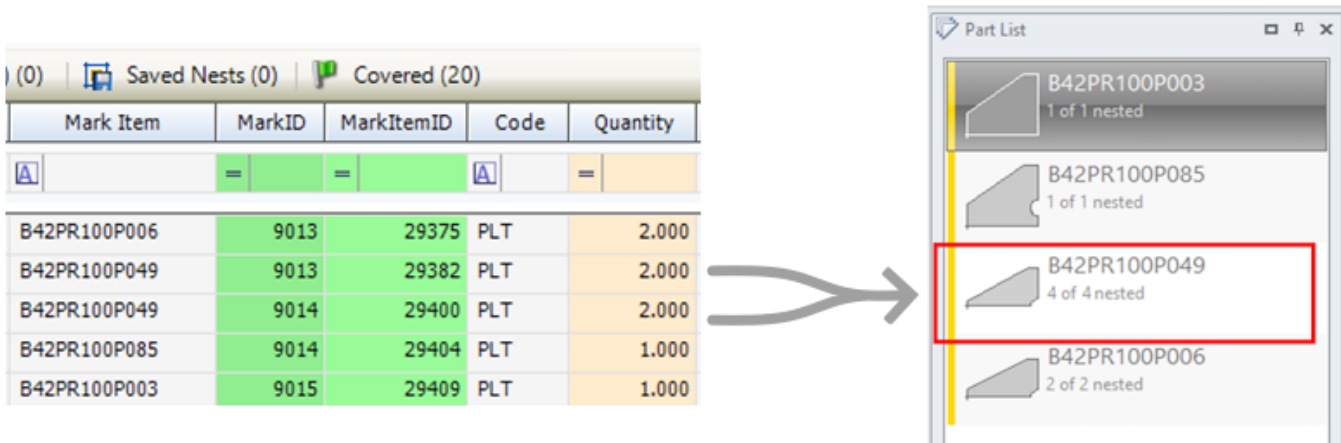 ) (0) Saved Nests (0) Covered (20)
Mark Item MarkID MarkItemID Code Quantity
A = = A =
B42PR100P006 9013 29375 PLT 2.000
B42PR100P049 9013 29382 PLT 2.000
B42PR100P049 9014 29400 PLT 2.000
B42PR100P085 9014 29404 PLT 1.000
B42PR100P003 9015 29409 PLT 1.000
Part List
B42PR100P003
1 of 1 nested
B42PR100P085
1 of 1 nested
B42PR100P049
4 of 4 nested
B42PR100P006
2 of 2 nested